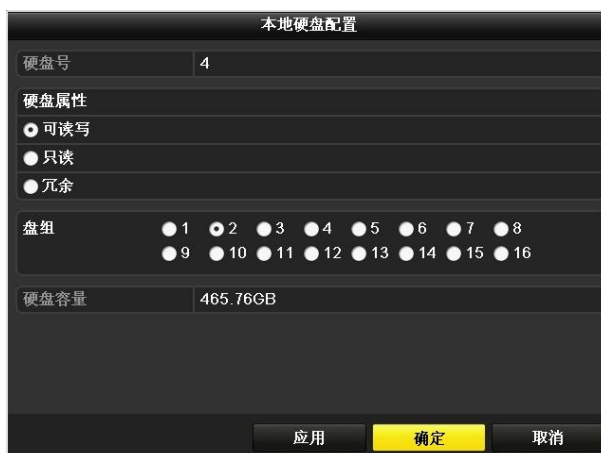 本地硬盘配置
硬盘号 4
硬盘属性
可读写
只读
冗余
盘组 1 2 3 4 5 6 7 8
9 10 11 12 13 14 15 16
硬盘容量 465.76GB
应用 确定 取消